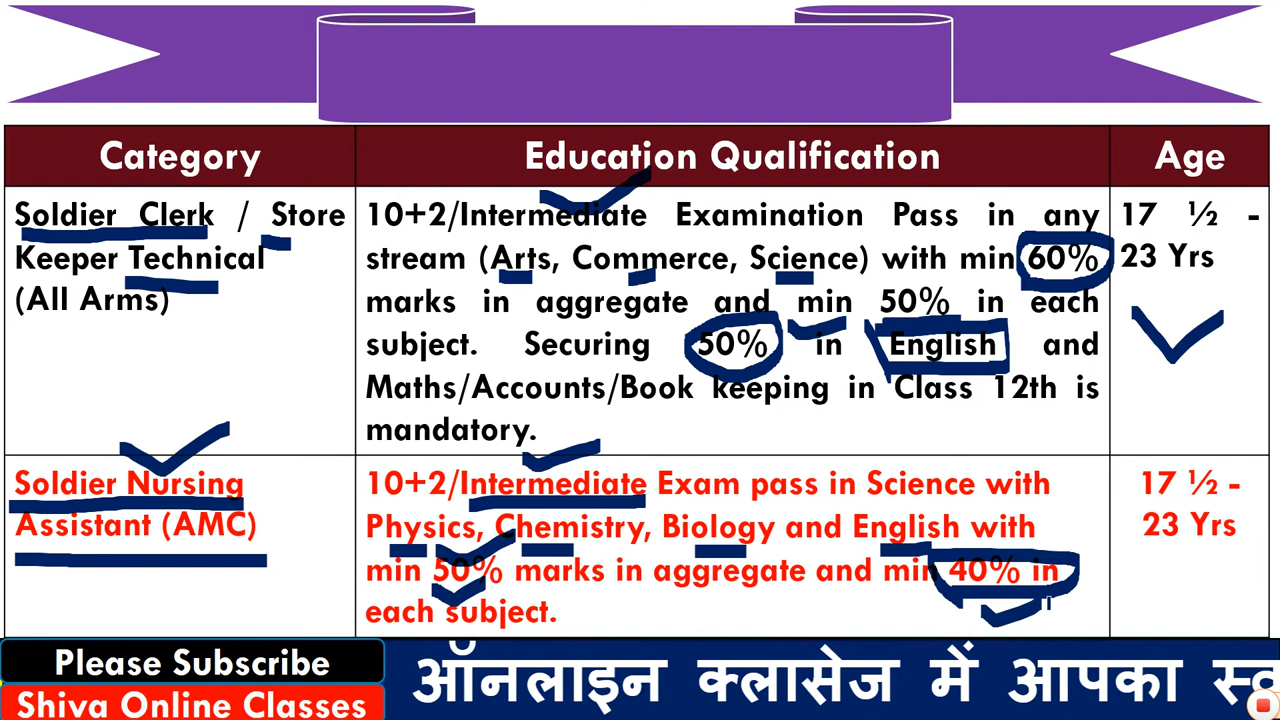 Category Education Qualification Age
Soldier Clerk / Store
Keeper Technical
(All Arms)
10+2/Intermediate Examination Pass in any
stream (Arts, Commerce, Science) with min 60%
marks in aggregate and min 50% in each
subject. Securing 50% in English and
Maths/Accounts/Book keeping in Class 12th is
mandatory.
17 ½ -
23 Yrs
Soldier Nursing
Assistant (AMC)
10+2/Intermediate Exam pass in Science with
Physics, Chemistry, Biology and English with
min 50% marks in aggregate and min 40% in
each subject.
17 ½ -
23 Yrs
Please Subscribe
Shiva Online Classes
ऑनलाइन क्लासेज में आपका